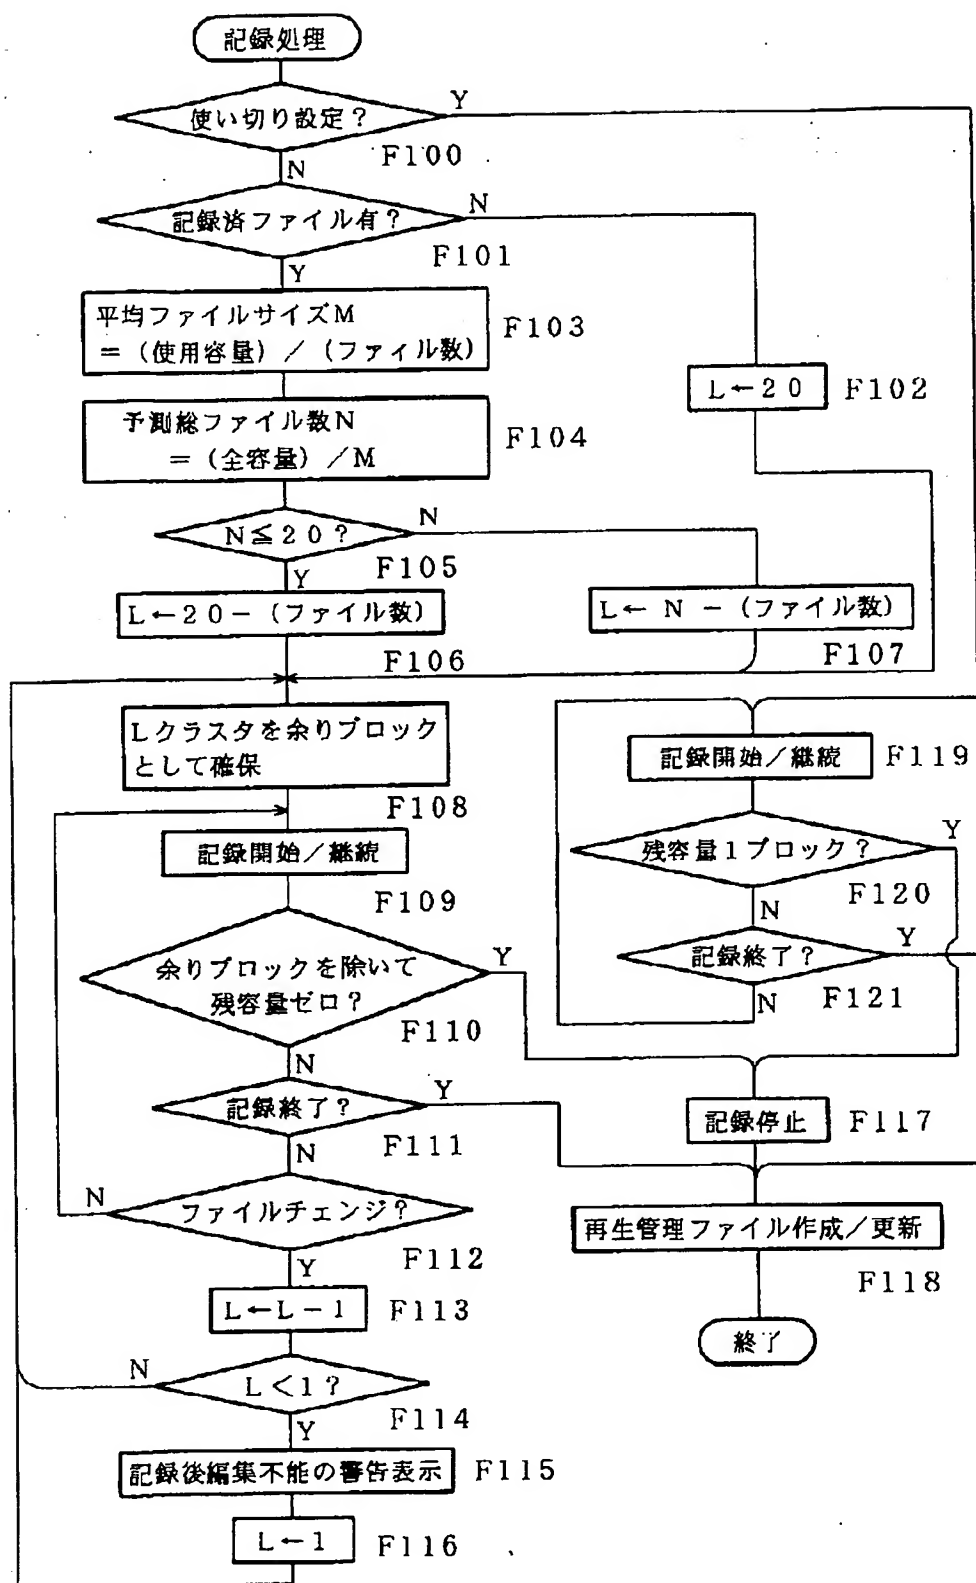 記録処理
使い切り設定?
Y
F100
N
記録済ファイル有?
N
F101
Y
平均ファイルサイズM
=(使用容量)/(ファイル数)
F103
L←20
F102
予測総ファイル数N
=(全容量)/M
F104
N≦20?
N
F105
Y
L←20-(ファイル数)
F106
L←N-(ファイル数)
F107
Lクラスタを余りブロック
として確保
F108
記録開始/継続
F109
余りブロックを除いて
残容量ゼロ?
Y
F110
N
記録終了?
Y
F111
N
ファイルチェンジ?
N
F112
Y
L←L-1
F113
L<1?
N
F114
Y
記録後編集不能の警告表示
F115
L←1
F116
記録開始/継続
F119
残容量1ブロック?
Y
F120
N
記録終了?
Y
F121
N
記録停止
F117
再生管理ファイル作成/更新
F118
終了